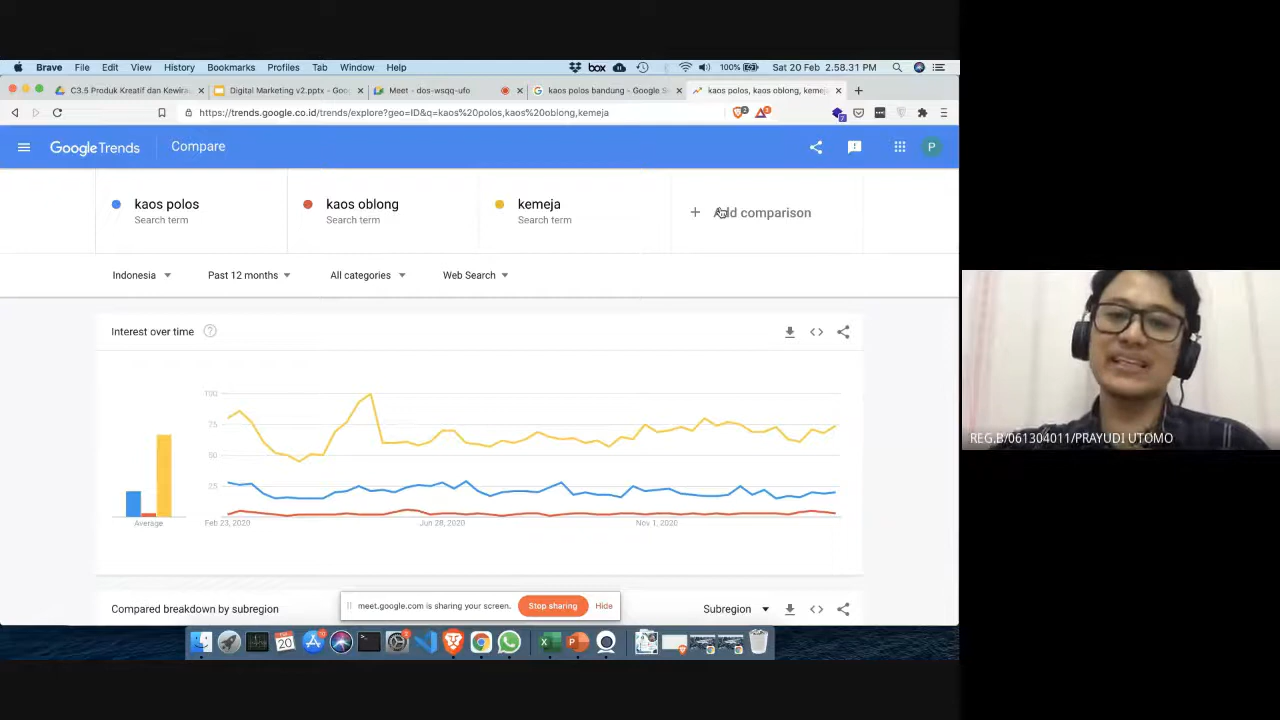 Brave File Edit View History Bookmarks Profiles Tab Window Help box 100% Sat 20 Feb 2.58.31 PM
C3.5 Produk Kreatif dan Kewira Digital Marketing v2.pptx - Goo Meet - dos-wsqq-ufo kaos polos bandung - Google S kaos polos, kaos oblong, kemeja
https://trends.google.co.id/trends/explore?geo=ID&q=kaos%20polos,kaos%20oblong,kemeja
Google Trends Compare P
kaos polos kaos oblong kemeja
Search term Search term Search term
+ Add comparison
Indonesia Past 12 months All categories Web Search
Interest over time ?
100
75
50
25
Average Feb 23, 2020 Jun 28, 2020 Nov 1, 2020
meet.google.com is sharing your screen. Stop sharing Hide
Compared breakdown by subregion Subregion
REG.B/061304011/PRAYUDI UTOMO